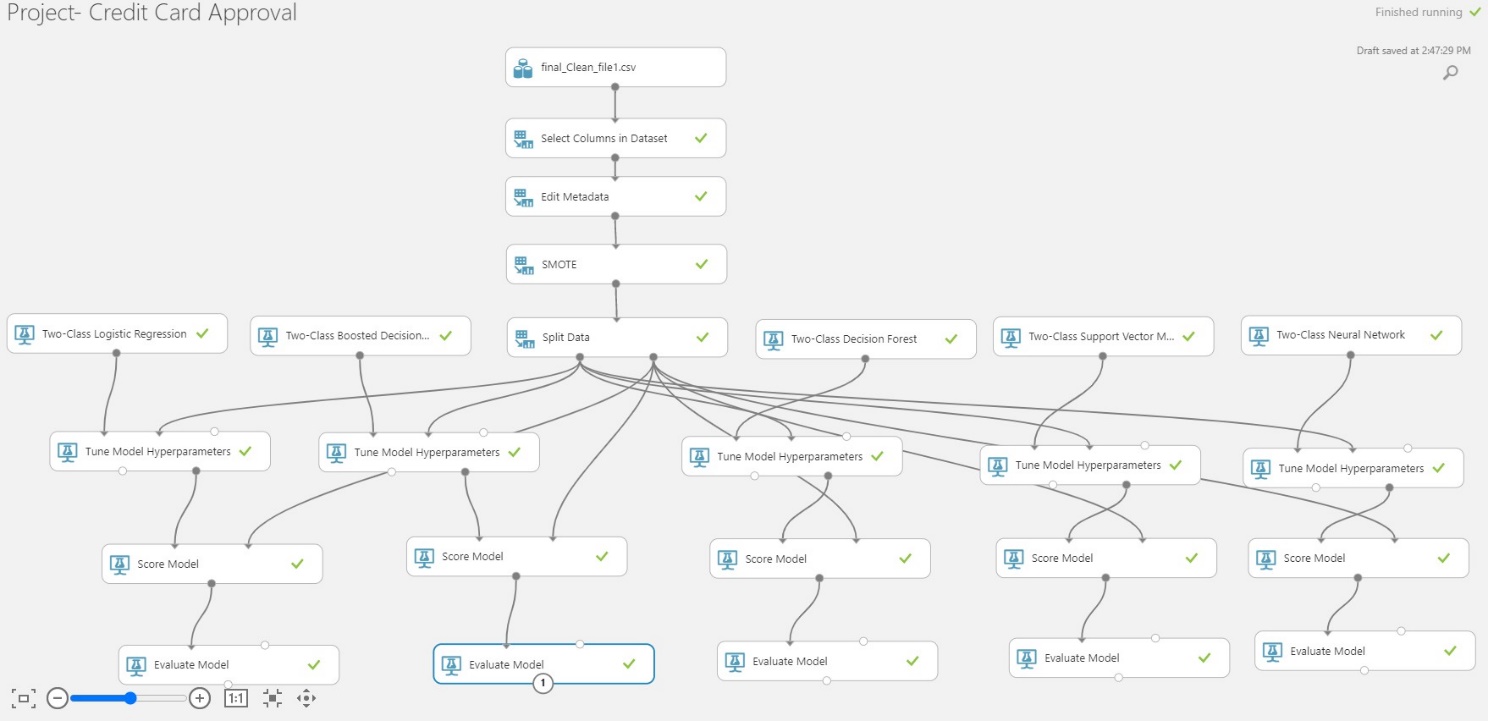 Project- Credit Card Approval
Finished running
Draft saved at 2:47:29 PM
final_Clean_file1.csv
Select Columns in Dataset
Edit Metadata
SMOTE
Two-Class Logistic Regression
Two-Class Boosted Decision...
Split Data
Two-Class Decision Forest
Two-Class Support Vector M...
Two-Class Neural Network
Tune Model Hyperparameters
Tune Model Hyperparameters
Tune Model Hyperparameters
Tune Model Hyperparameters
Tune Model Hyperparameters
Score Model
Score Model
Score Model
Score Model
Score Model
Evaluate Model
Evaluate Model
Evaluate Model
Evaluate Model
Evaluate Model
1
1:1